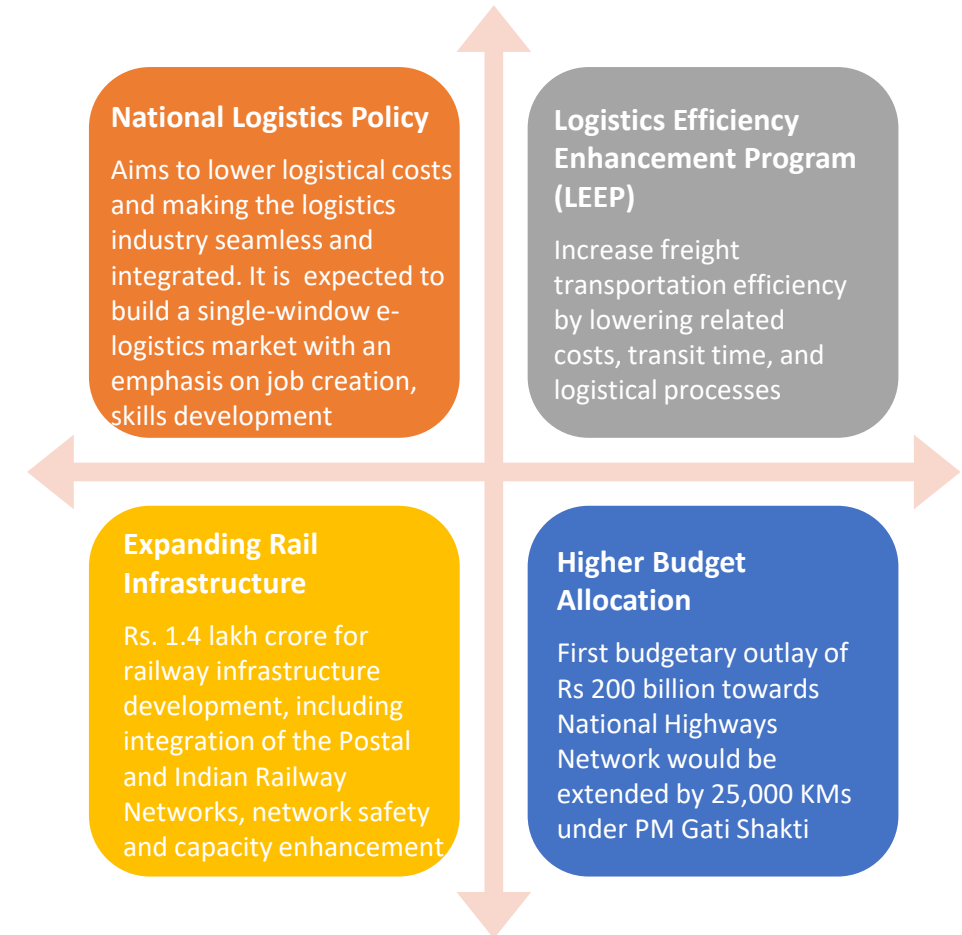 National Logistics Policy
Aims to lower logistical costs
and making the logistics
industry seamless and
integrated. It is expected to
build a single-window e-
logistics market with an
emphasis on job creation,
skills development
Logistics Efficiency
Enhancement Program
(LEEP)
Increase freight
transportation efficiency
by lowering related
costs, transit time, and
logistical processes
Expanding Rail
Infrastructure
Rs. 1.4 lakh crore for
railway infrastructure
development, including
integration of the Postal
and Indian Railway
Networks, network safety
and capacity enhancement
Higher Budget
Allocation
First budgetary outlay of
Rs 200 billion towards
National Highways
Network would be
extended by 25,000 KMs
under PM Gati Shakti